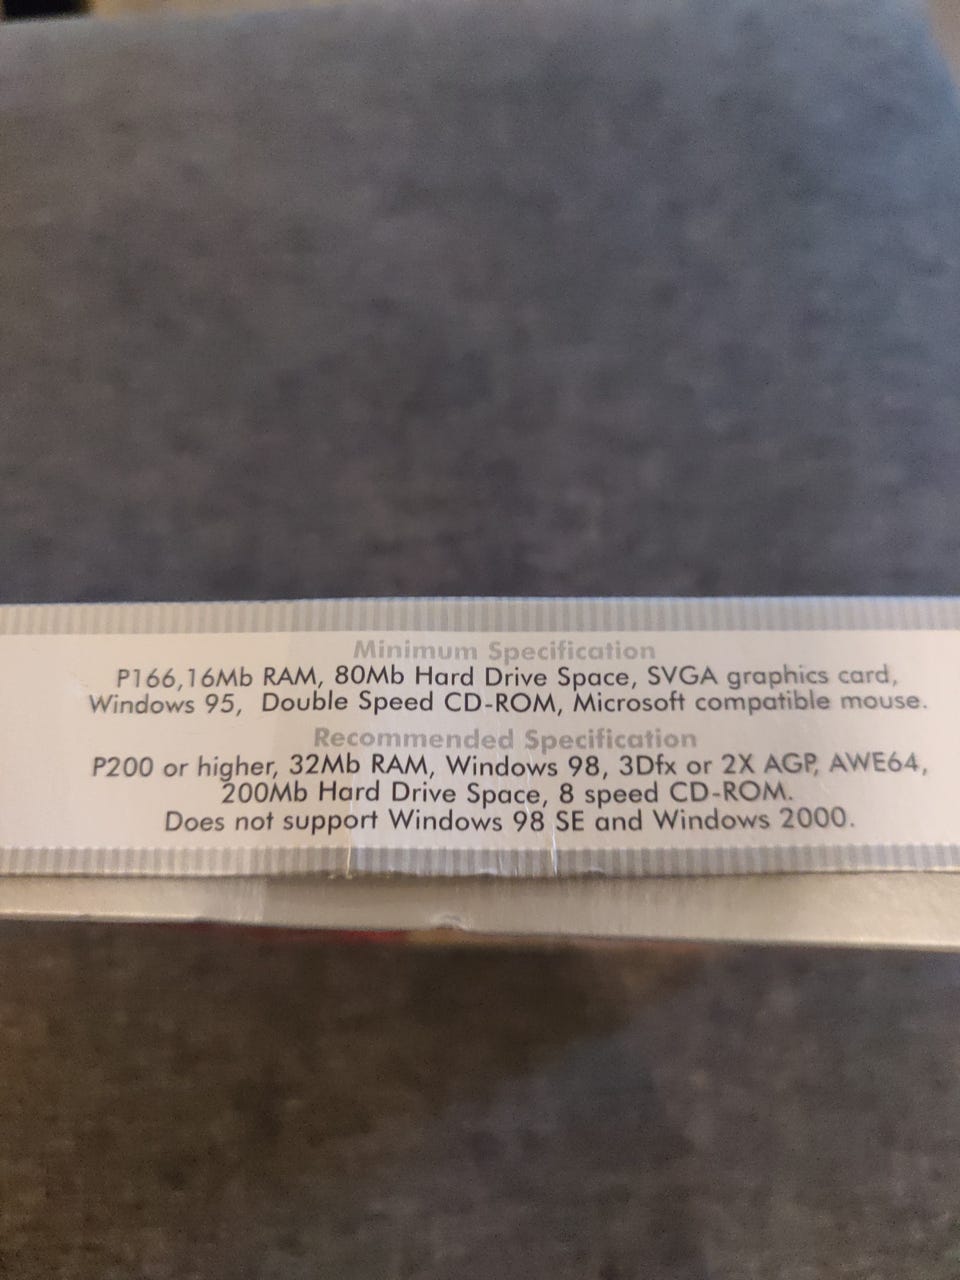 Minimum Specification
P166,16Mb RAM, 80Mb Hard Drive Space, SVGA graphics card,
Windows 95, Double Speed CD-ROM, Microsoft compatible mouse.
Recommended Specification
P200 or higher, 32Mb RAM, Windows 98, 3Dfx or 2X AGP, AWE64,
200Mb Hard Drive Space, 8 speed CD-ROM.
Does not support Windows 98 SE and Windows 2000.